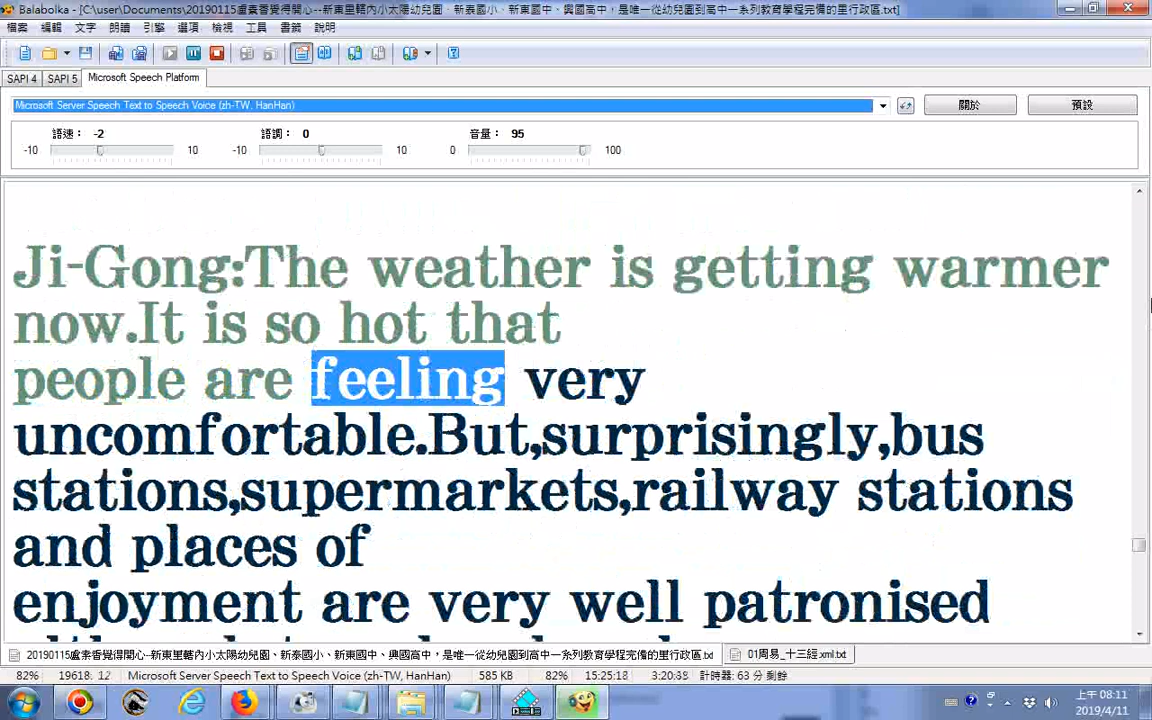 Balabolka - [C:\user\Documents\20190115盧素香覺得開心--新東里轄內小太陽幼兒園、新泰國小、新東國中、興國高中，是唯一從幼兒園到高中一系列教育學程完備的里行政區.txt]
檔案 編輯 文字 朗讀 引擎 選項 檢視 工具 書籤 說明
SAPI 4 SAPI 5 Microsoft Speech Platform
Microsoft Server Speech Text to Speech Voice (zh-TW, HanHan) 關於 預設
語速： -2 語調： 0 音量： 95
-10 10 -10 10 0 100
Ji-Gong:The weather is getting warmer
now.It is so hot that
people are feeling very
uncomfortable.But,surprisingly,bus
stations,supermarkets,railway stations
and places of
enjoyment are very well patronised
20190115盧素香覺得開心--新東里轄內小太陽幼兒園、新泰國小、新東國中、興國高中，是唯一從幼兒園到高中一系列教育學程完備的里行政區.txt 01周易_十三經.xml.txt
82% 19618: 12 Microsoft Server Speech Text to Speech Voice (zh-TW, HanHan) 585 KB 82% 15:25:18 3:20:38 計時器: 63 分 剩餘
上午 08:11
2019/4/11